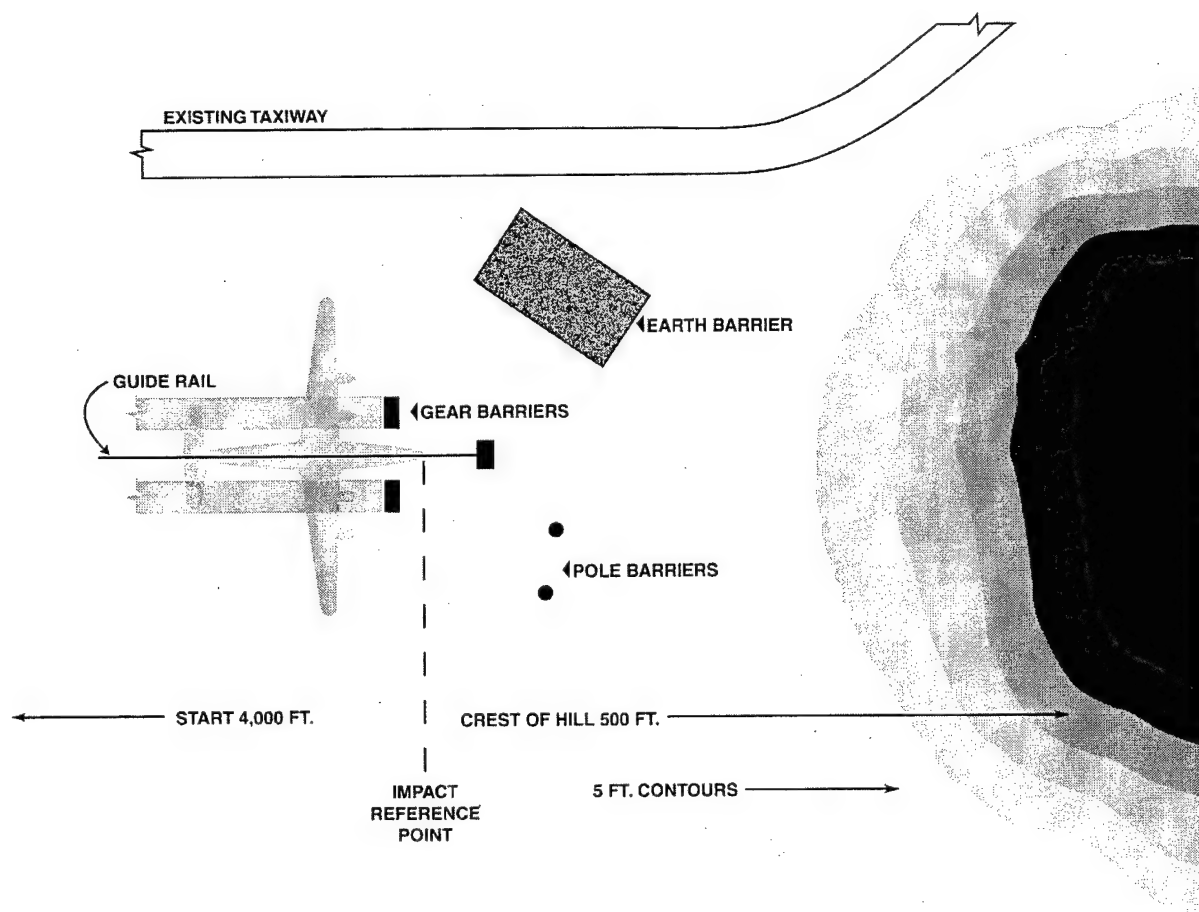 EXISTING TAXIWAY
EARTH BARRIER
GUIDE RAIL
GEAR BARRIERS
POLE BARRIERS
START 4,000 FT.
CREST OF HILL 500 FT.
5 FT. CONTOURS
IMPACT
REFERENCE
POINT